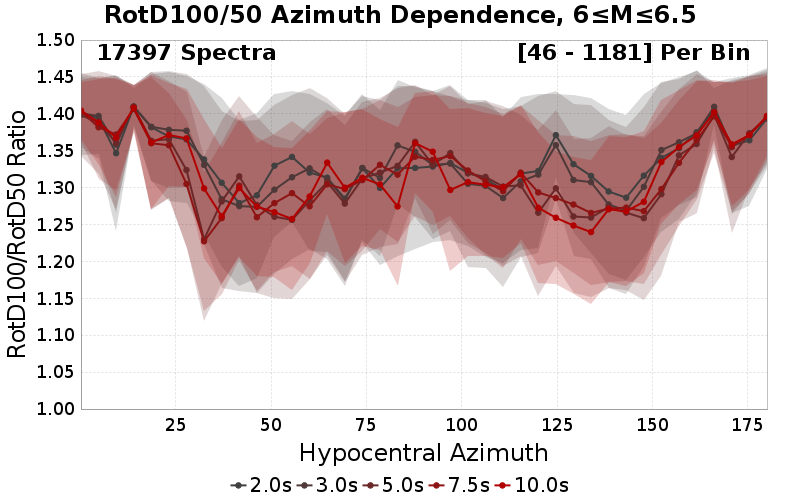 RotD100/50 Azimuth Dependence, 6≤M≤6.5
17397 Spectra
[46 - 1181] Per Bin
RotD100/RotD50 Ratio
1.50
1.45
1.40
1.35
1.30
1.25
1.20
1.15
1.10
1.05
1.00
25 50 75 100 125 150 175
Hypocentral Azimuth
2.0s 3.0s 5.0s 7.5s 10.0s